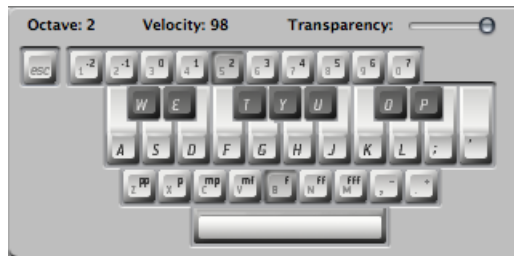 Octave: 2 Velocity: 98 Transparency:
esc 1 -2 2 -1 3 0 4 1 5 2 6 3 7 4 8 5 9 6 0 7
W E T Y U O P
A S D F G H J K L ; '
Z pp X p C mp V mf B f N ff M fff , - . +